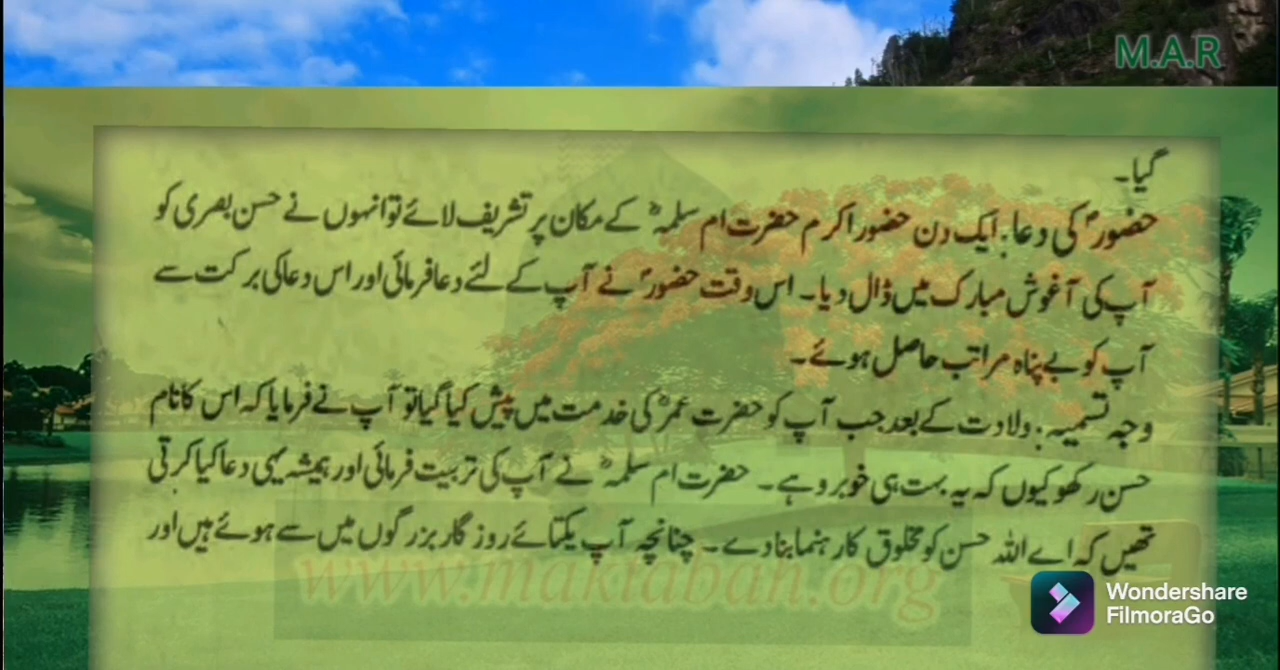 M.A.R
گیا۔
حضورؐ کی دعا: ایک دن حضور اکرم حضرت ام سلمہؓ کے مکان پر تشریف لائے تو انہوں نے حسن بصری کو
آپ کی آغوش مبارک میں ڈال دیا۔ اس وقت حضورؐ نے آپ کے لئے دعا فرمائی اور اس دعا کی برکت سے
آپ کو بے پناہ مراتب حاصل ہوئے۔
وجہ تسمیہ: ولادت کے بعد جب آپ کو حضرت عمرؓ کی خدمت میں پیش کیا گیا تو آپ نے فرمایا کہ اس کا نام
حسن رکھو کیوں کہ یہ بہت ہی خوبرو ہے۔ حضرت ام سلمہؓ نے آپ کی تربیت فرمائی اور ہمیشہ یہی دعا کیا کرتی
تھیں کہ اے اللہ حسن کو مخلوق کا رہنما بنا دے۔ چنانچہ آپ یکتائے روزگار بزرگوں میں سے ہوئے ہیں اور
www.maktabah.org
Wondershare
FilmoraGo